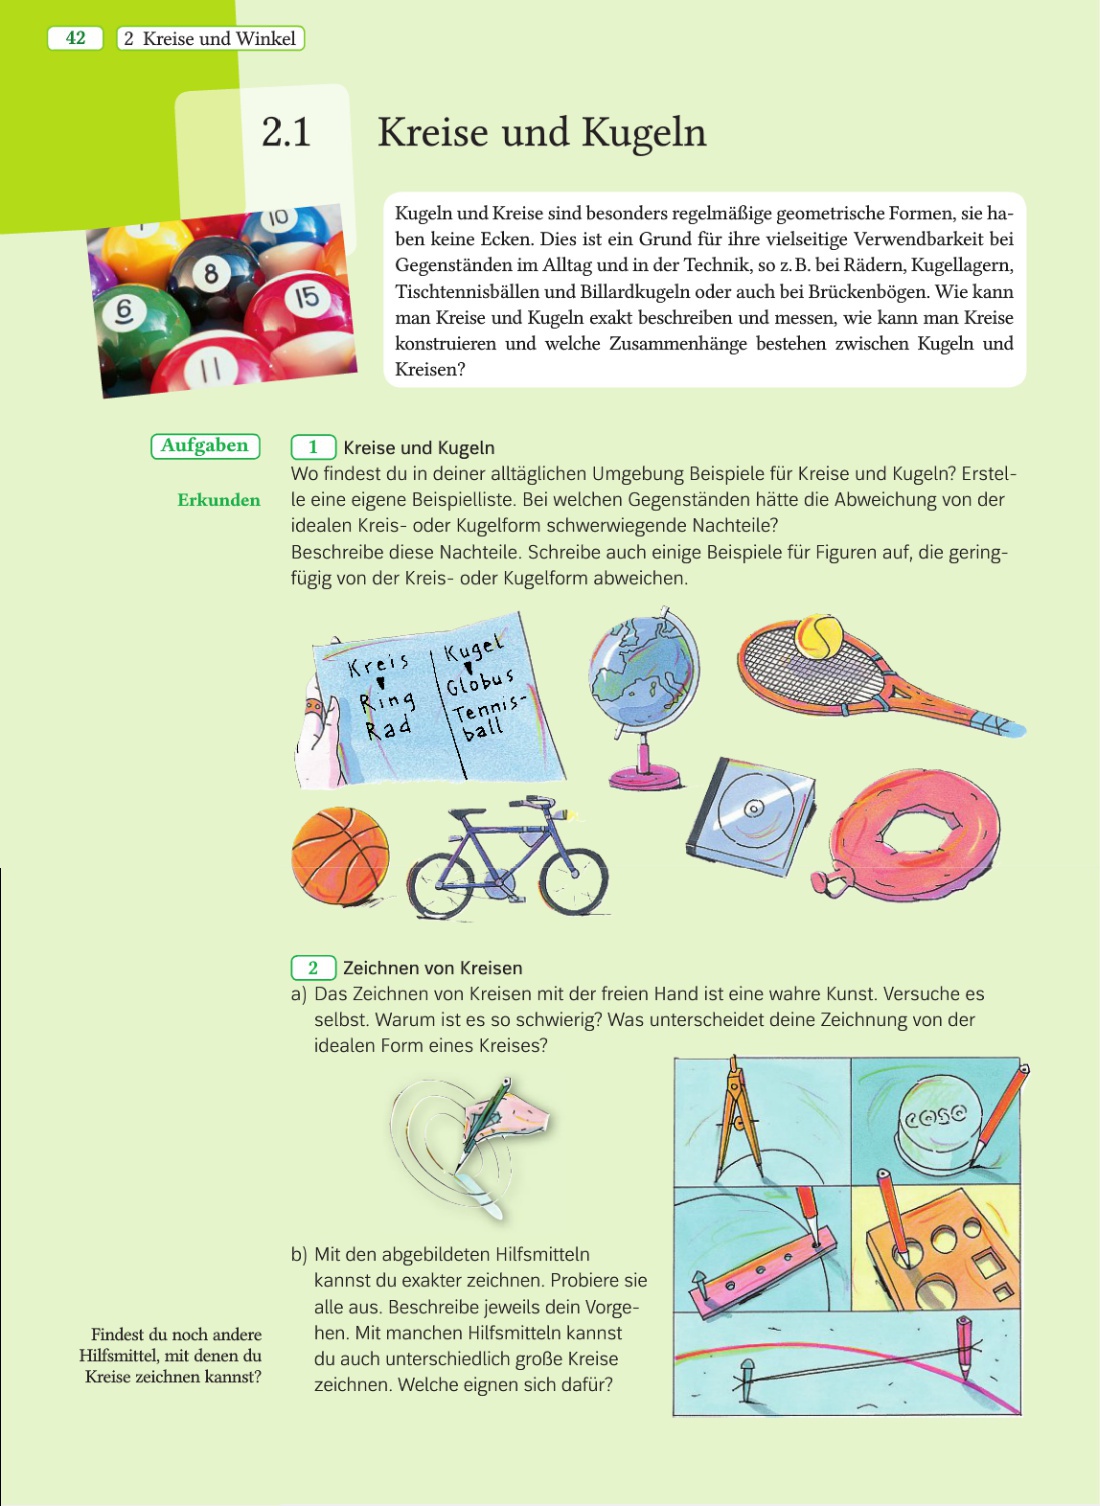 42
2 Kreise und Winkel
2.1 Kreise und Kugeln
10
8
15
6
11
Kugeln und Kreise sind besonders regelmäßige geometrische Formen, sie ha-
ben keine Ecken. Dies ist ein Grund für ihre vielseitige Verwendbarkeit bei
Gegenständen im Alltag und in der Technik, so z. B. bei Rädern, Kugellagern,
Tischtennisbällen und Billardkugeln oder auch bei Brückenbögen. Wie kann
man Kreise und Kugeln exakt beschreiben und messen, wie kann man Kreise
konstruieren und welche Zusammenhänge bestehen zwischen Kugeln und
Kreisen?
Aufgaben
Erkunden
1 Kreise und Kugeln
Wo findest du in deiner alltäglichen Umgebung Beispiele für Kreise und Kugeln? Erstel-
le eine eigene Beispielliste. Bei welchen Gegenständen hätte die Abweichung von der
idealen Kreis- oder Kugelform schwerwiegende Nachteile?
Beschreibe diese Nachteile. Schreibe auch einige Beispiele für Figuren auf, die gering-
fügig von der Kreis- oder Kugelform abweichen.
Kreis
Ring
Rad
Kugel
Globus
Tennis-
ball
2 Zeichnen von Kreisen
a) Das Zeichnen von Kreisen mit der freien Hand ist eine wahre Kunst. Versuche es
selbst. Warum ist es so schwierig? Was unterscheidet deine Zeichnung von der
idealen Form eines Kreises?
b) Mit den abgebildeten Hilfsmitteln
kannst du exakter zeichnen. Probiere sie
alle aus. Beschreibe jeweils dein Vorge-
hen. Mit manchen Hilfsmitteln kannst
du auch unterschiedlich große Kreise
zeichnen. Welche eignen sich dafür?
Findest du noch andere
Hilfsmittel, mit denen du
Kreise zeichnen kannst?